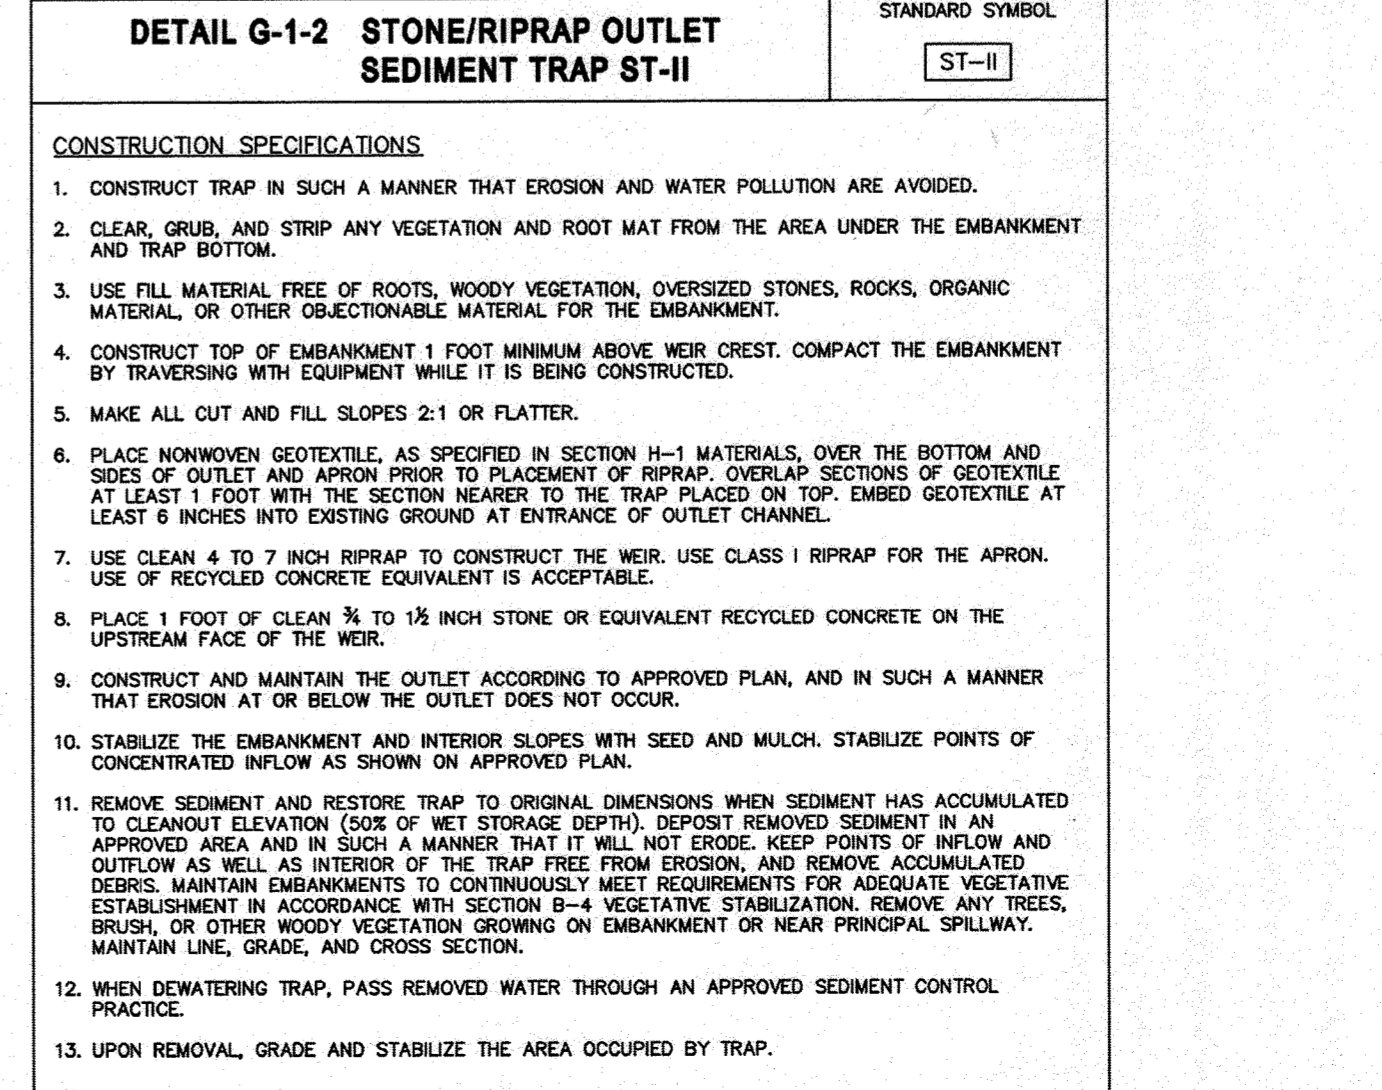 DETAIL G-1-2 STONE/RIPRAP OUTLET
SEDIMENT TRAP ST-II
STANDARD SYMBOL
ST-II
CONSTRUCTION SPECIFICATIONS
1. CONSTRUCT TRAP IN SUCH A MANNER THAT EROSION AND WATER POLLUTION ARE AVOIDED.
2. CLEAR, GRUB, AND STRIP ANY VEGETATION AND ROOT MAT FROM THE AREA UNDER THE EMBANKMENT
AND TRAP BOTTOM.
3. USE FILL MATERIAL FREE OF ROOTS, WOODY VEGETATION, OVERSIZED STONES, ROCKS, ORGANIC
MATERIAL, OR OTHER OBJECTIONABLE MATERIAL FOR THE EMBANKMENT.
4. CONSTRUCT TOP OF EMBANKMENT 1 FOOT MINIMUM ABOVE WEIR CREST. COMPACT THE EMBANKMENT
BY TRAVERSING WITH EQUIPMENT WHILE IT IS BEING CONSTRUCTED.
5. MAKE ALL CUT AND FILL SLOPES 2:1 OR FLATTER.
6. PLACE NONWOVEN GEOTEXTILE, AS SPECIFIED IN SECTION H-1 MATERIALS, OVER THE BOTTOM AND
SIDES OF OUTLET AND APRON PRIOR TO PLACEMENT OF RIPRAP. OVERLAP SECTIONS OF GEOTEXTILE
AT LEAST 1 FOOT WITH THE SECTION NEARER TO THE TRAP PLACED ON TOP. EMBED GEOTEXTILE AT
LEAST 6 INCHES INTO EXISTING GROUND AT ENTRANCE OF OUTLET CHANNEL.
7. USE CLEAN 4 TO 7 INCH RIPRAP TO CONSTRUCT THE WEIR. USE CLASS I RIPRAP FOR THE APRON.
USE OF RECYCLED CONCRETE EQUIVALENT IS ACCEPTABLE.
8. PLACE 1 FOOT OF CLEAN ¾ TO 1½ INCH STONE OR EQUIVALENT RECYCLED CONCRETE ON THE
UPSTREAM FACE OF THE WEIR.
9. CONSTRUCT AND MAINTAIN THE OUTLET ACCORDING TO APPROVED PLAN, AND IN SUCH A MANNER
THAT EROSION AT OR BELOW THE OUTLET DOES NOT OCCUR.
10. STABILIZE THE EMBANKMENT AND INTERIOR SLOPES WITH SEED AND MULCH. STABILIZE POINTS OF
CONCENTRATED INFLOW AS SHOWN ON APPROVED PLAN.
11. REMOVE SEDIMENT AND RESTORE TRAP TO ORIGINAL DIMENSIONS WHEN SEDIMENT HAS ACCUMULATED
TO CLEANOUT ELEVATION (50% OF WET STORAGE DEPTH). DEPOSIT REMOVED SEDIMENT IN AN
APPROVED AREA AND IN SUCH A MANNER THAT IT WILL NOT ERODE. KEEP POINTS OF INFLOW AND
OUTFLOW AS WELL AS INTERIOR OF THE TRAP FREE FROM EROSION, AND REMOVE ACCUMULATED
DEBRIS. MAINTAIN EMBANKMENTS TO CONTINUOUSLY MEET REQUIREMENTS FOR ADEQUATE VEGETATIVE
ESTABLISHMENT IN ACCORDANCE WITH SECTION B-4 VEGETATIVE STABILIZATION. REMOVE ANY TREES,
BRUSH, OR OTHER WOODY VEGETATION GROWING ON EMBANKMENT OR NEAR PRINCIPAL SPILLWAY.
MAINTAIN LINE, GRADE, AND CROSS SECTION.
12. WHEN DEWATERING TRAP, PASS REMOVED WATER THROUGH AN APPROVED SEDIMENT CONTROL
PRACTICE.
13. UPON REMOVAL, GRADE AND STABILIZE THE AREA OCCUPIED BY TRAP.